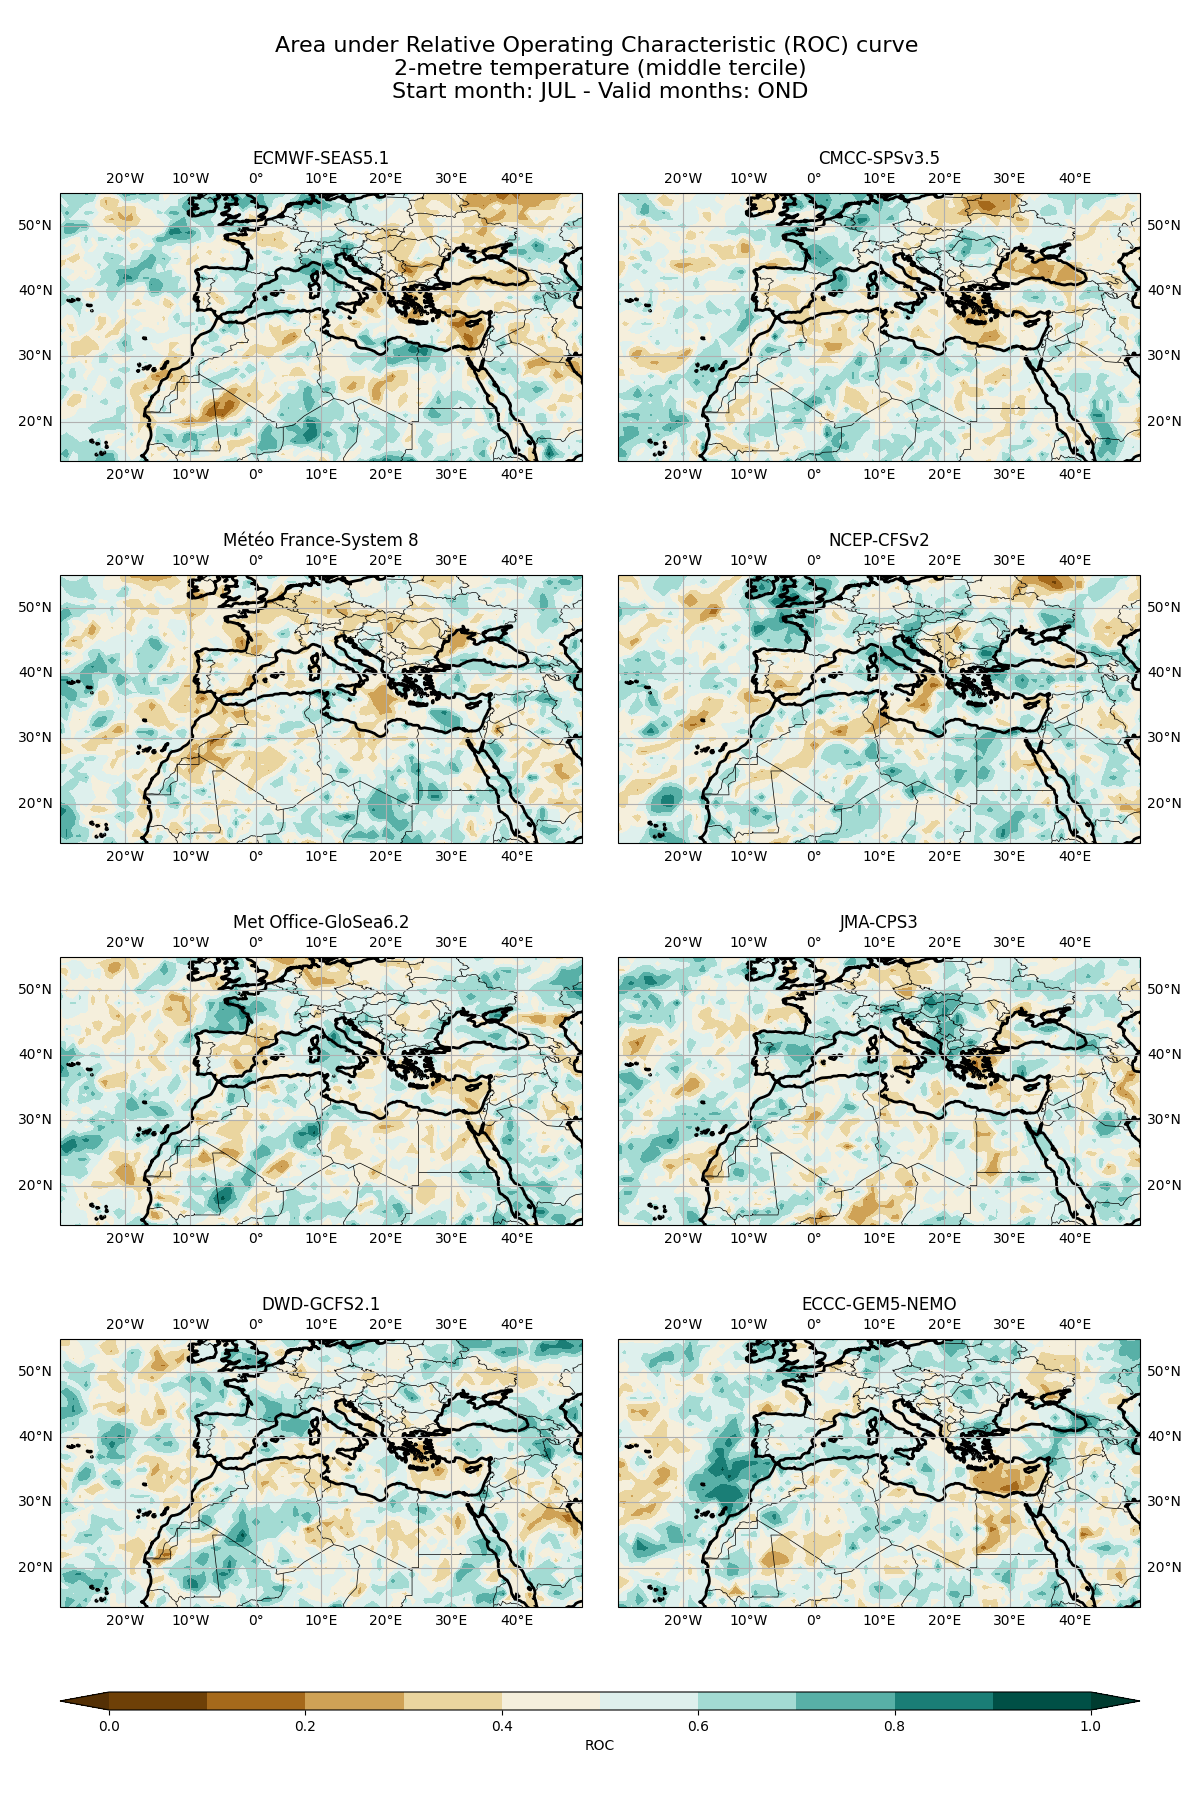 Area under Relative Operating Characteristic (ROC) curve
2-metre temperature (middle tercile)
Start month: JUL - Valid months: OND
ECMWF-SEAS5.1
CMCC-SPSv3.5
20°W 10°W 0° 10°E 20°E 30°E 40°E
20°W 10°W 0° 10°E 20°E 30°E 40°E
50°N
50°N
40°N
40°N
30°N
30°N
20°N
20°N
20°W 10°W 0° 10°E 20°E 30°E 40°E
20°W 10°W 0° 10°E 20°E 30°E 40°E
Météo France-System 8
NCEP-CFSv2
20°W 10°W 0° 10°E 20°E 30°E 40°E
20°W 10°W 0° 10°E 20°E 30°E 40°E
50°N
50°N
40°N
40°N
30°N
30°N
20°N
20°N
20°W 10°W 0° 10°E 20°E 30°E 40°E
20°W 10°W 0° 10°E 20°E 30°E 40°E
Met Office-GloSea6.2
JMA-CPS3
20°W 10°W 0° 10°E 20°E 30°E 40°E
20°W 10°W 0° 10°E 20°E 30°E 40°E
50°N
50°N
40°N
40°N
30°N
30°N
20°N
20°N
20°W 10°W 0° 10°E 20°E 30°E 40°E
20°W 10°W 0° 10°E 20°E 30°E 40°E
DWD-GCFS2.1
ECCC-GEM5-NEMO
20°W 10°W 0° 10°E 20°E 30°E 40°E
20°W 10°W 0° 10°E 20°E 30°E 40°E
50°N
50°N
40°N
40°N
30°N
30°N
20°N
20°N
20°W 10°W 0° 10°E 20°E 30°E 40°E
20°W 10°W 0° 10°E 20°E 30°E 40°E
0.0 0.2 0.4 0.6 0.8 1.0
ROC